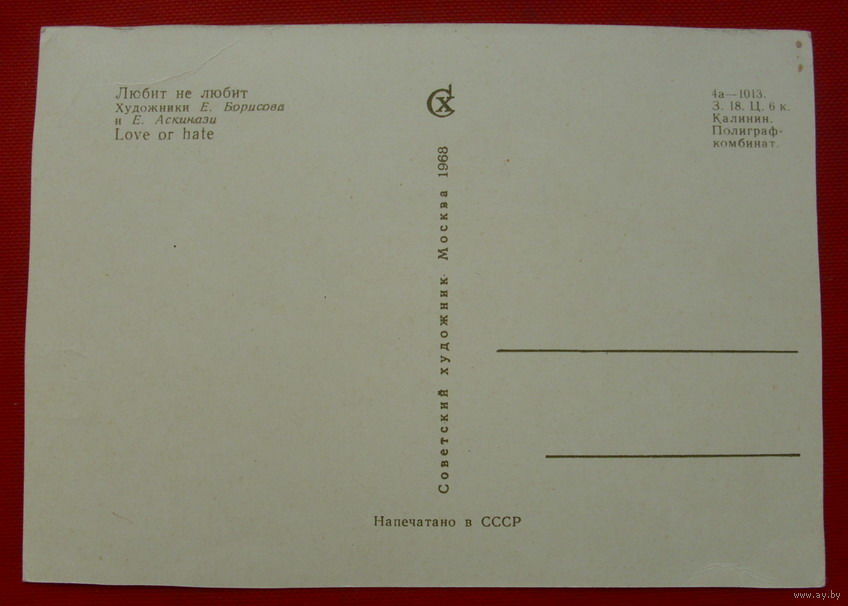 Любит не любит
Художники Е. Борисова
и Е. Аскинази
Love or hate
СХ
Советский художник. Москва 1968
4а—1013.
З. 18. Ц. 6 к.
Калинин.
Полиграф-
комбинат.
Напечатано в СССР
www.ay.by